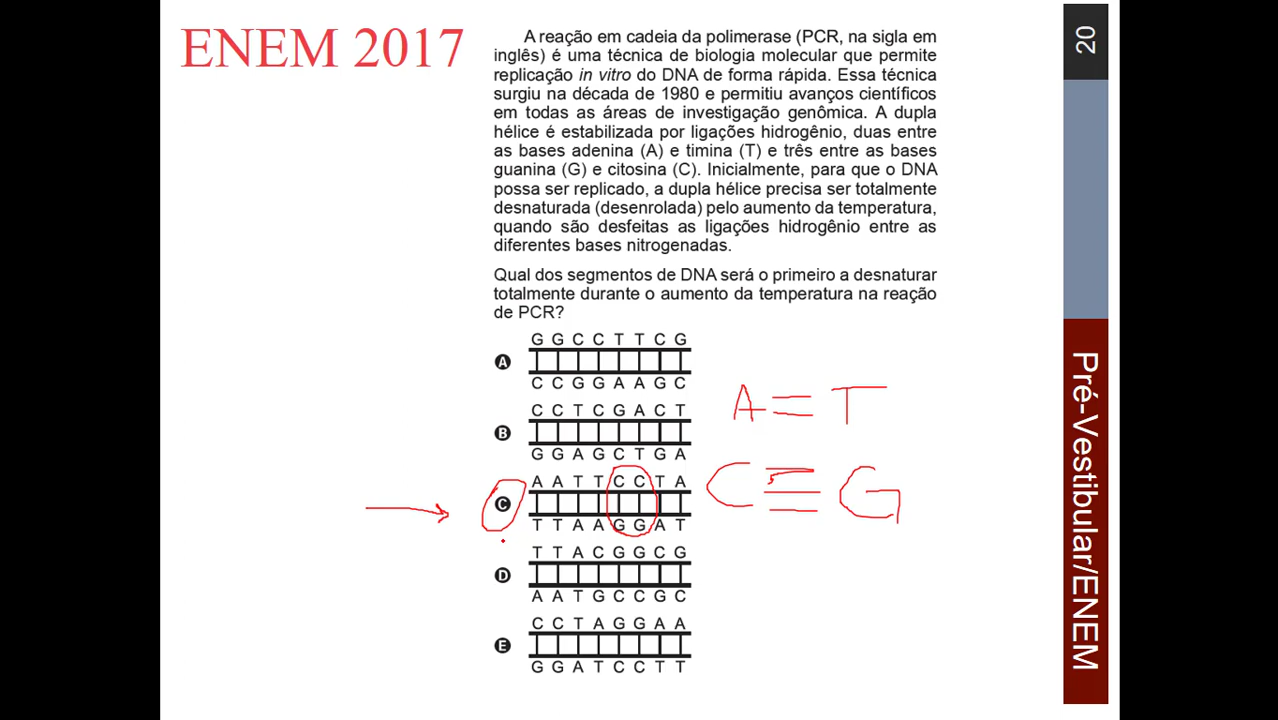 ENEM 2017
A reação em cadeia da polimerase (PCR, na sigla em
inglês) é uma técnica de biologia molecular que permite
replicação in vitro do DNA de forma rápida. Essa técnica
surgiu na década de 1980 e permitiu avanços científicos
em todas as áreas de investigação genômica. A dupla
hélice é estabilizada por ligações hidrogênio, duas entre
as bases adenina (A) e timina (T) e três entre as bases
guanina (G) e citosina (C). Inicialmente, para que o DNA
possa ser replicado, a dupla hélice precisa ser totalmente
desnaturada (desenrolada) pelo aumento da temperatura,
quando são desfeitas as ligações hidrogênio entre as
diferentes bases nitrogenadas.
Qual dos segmentos de DNA será o primeiro a desnaturar
totalmente durante o aumento da temperatura na reação
de PCR?
G G C C T T C G
A
C C G G A A G C
C C T C G A C T
B
G G A G C T G A
A A T T C C T A
C
T T A A G G A T
T T A C G G C G
D
A A T G C C G C
C C T A G G A A
E
G G A T C C T T
A = T
C ≡ G
20
Pré-Vestibular/ENEM